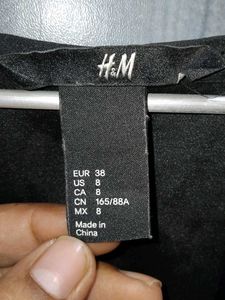 H&M
EUR 38
US 8
CA 8
CN 165/88A
MX 8
Made in
China